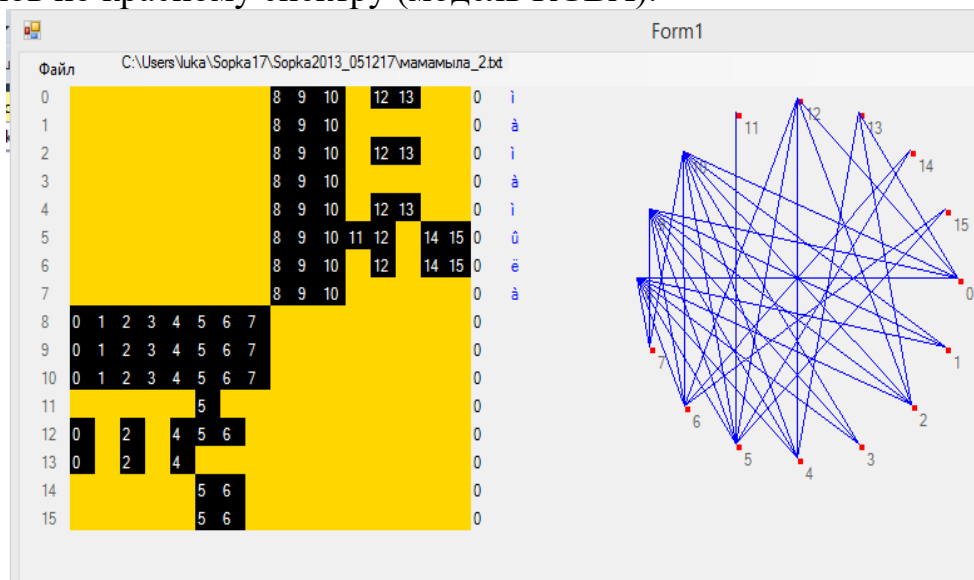 по красному спектру (модель RGBA).
Form1
Файл C:\Users\luka\Sopka17\Sopka2013_051217\мамамыла_2.txt
0 8 9 10 12 13 0 ì
1 8 9 10 0 à
2 8 9 10 12 13 0 ì
3 8 9 10 0 à
4 8 9 10 12 13 0 ì
5 8 9 10 11 12 14 15 0 û
6 8 9 10 12 14 15 0 ë
7 8 9 10 0 à
8 0 1 2 3 4 5 6 7 0
9 0 1 2 3 4 5 6 7 0
10 0 1 2 3 4 5 6 7 0
11 5 0
12 0 2 4 5 6 0
13 0 2 4 0
14 5 6 0
15 5 6 0
12
11
13
14
15
0
1
7
2
6
3
5
4